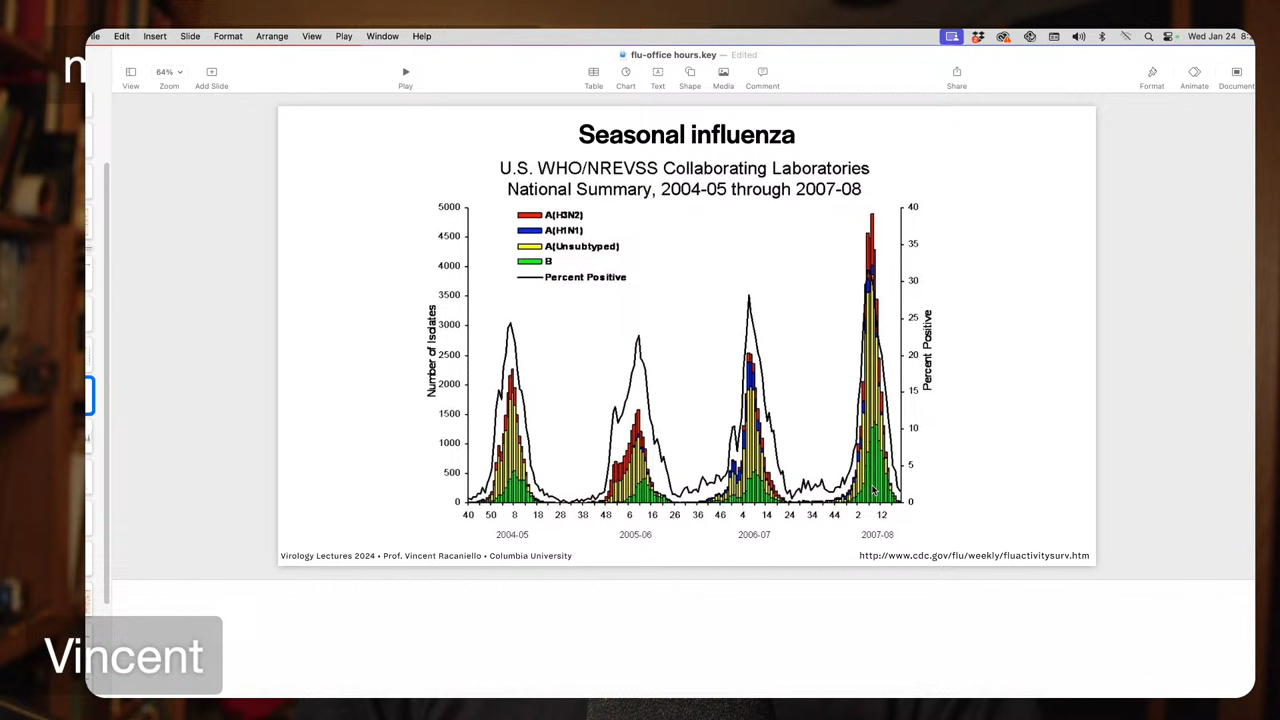 File Edit Insert Slide Format Arrange View Play Window Help
Wed Jan 24
flu-office hours.key — Edited
64%
View Zoom Add Slide Play Table Chart Text Shape Media Comment Share Format Animate Document
Seasonal influenza
U.S. WHO/NREVSS Collaborating Laboratories
National Summary, 2004-05 through 2007-08
A(H3N2)
A(H1N1)
A(Unsubtyped)
B
Percent Positive
Number of Isolates
5000
4500
4000
3500
3000
2500
2000
1500
1000
500
0
40
35
30
25
20
15
10
5
0
Percent Positive
40 50 8 18 28 38 48 6 16 26 36 46 4 14 24 34 44 2 12
2004-05 2005-06 2006-07 2007-08
Virology Lectures 2024 • Prof. Vincent Racaniello • Columbia University
http://www.cdc.gov/flu/weekly/fluactivitysurv.htm
Vincent